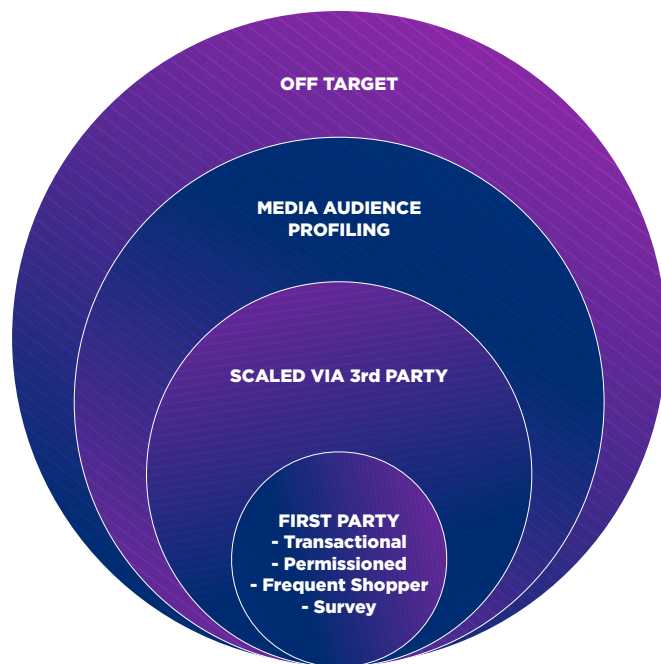 OFF TARGET
MEDIA AUDIENCE
PROFILING
SCALED VIA 3rd PARTY
FIRST PARTY
- Transactional
- Permissioned
- Frequent Shopper
- Survey